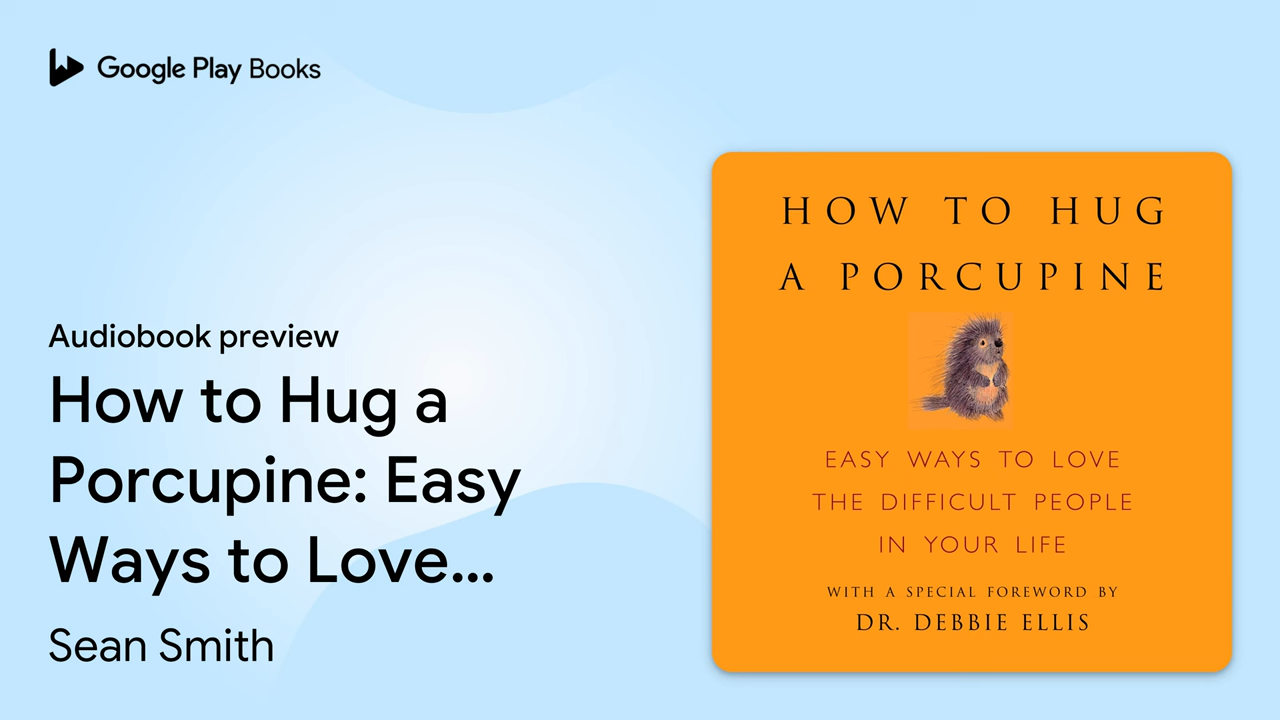 Google Play Books
Audiobook preview
How to Hug a
Porcupine: Easy
Ways to Love...
Sean Smith
HOW TO HUG
A PORCUPINE
EASY WAYS TO LOVE
THE DIFFICULT PEOPLE
IN YOUR LIFE
WITH A SPECIAL FOREWORD BY
DR. DEBBIE ELLIS